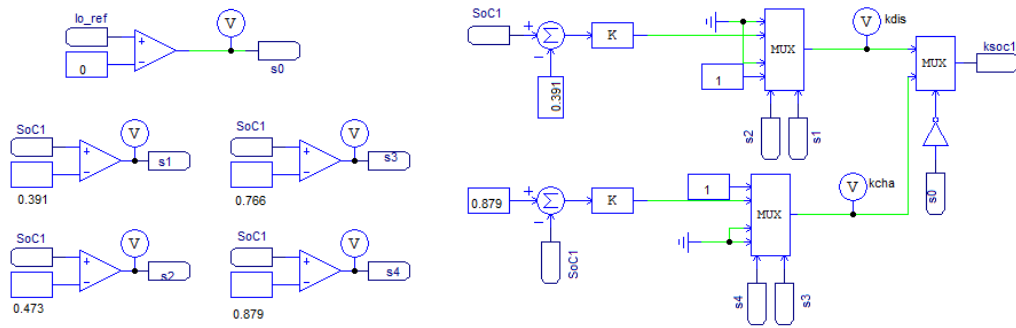 Io_ref
V
0
s0
SoC1
V
s1
0.391
SoC1
V
s3
0.766
SoC1
V
s2
0.473
SoC1
V
s4
0.879
SoC1
Σ
K
0.391
1
MUX
s2
s1
V
kdis
MUX
ksoc1
s0
0.879
Σ
K
SoC1
1
MUX
s4
s3
V
kcha